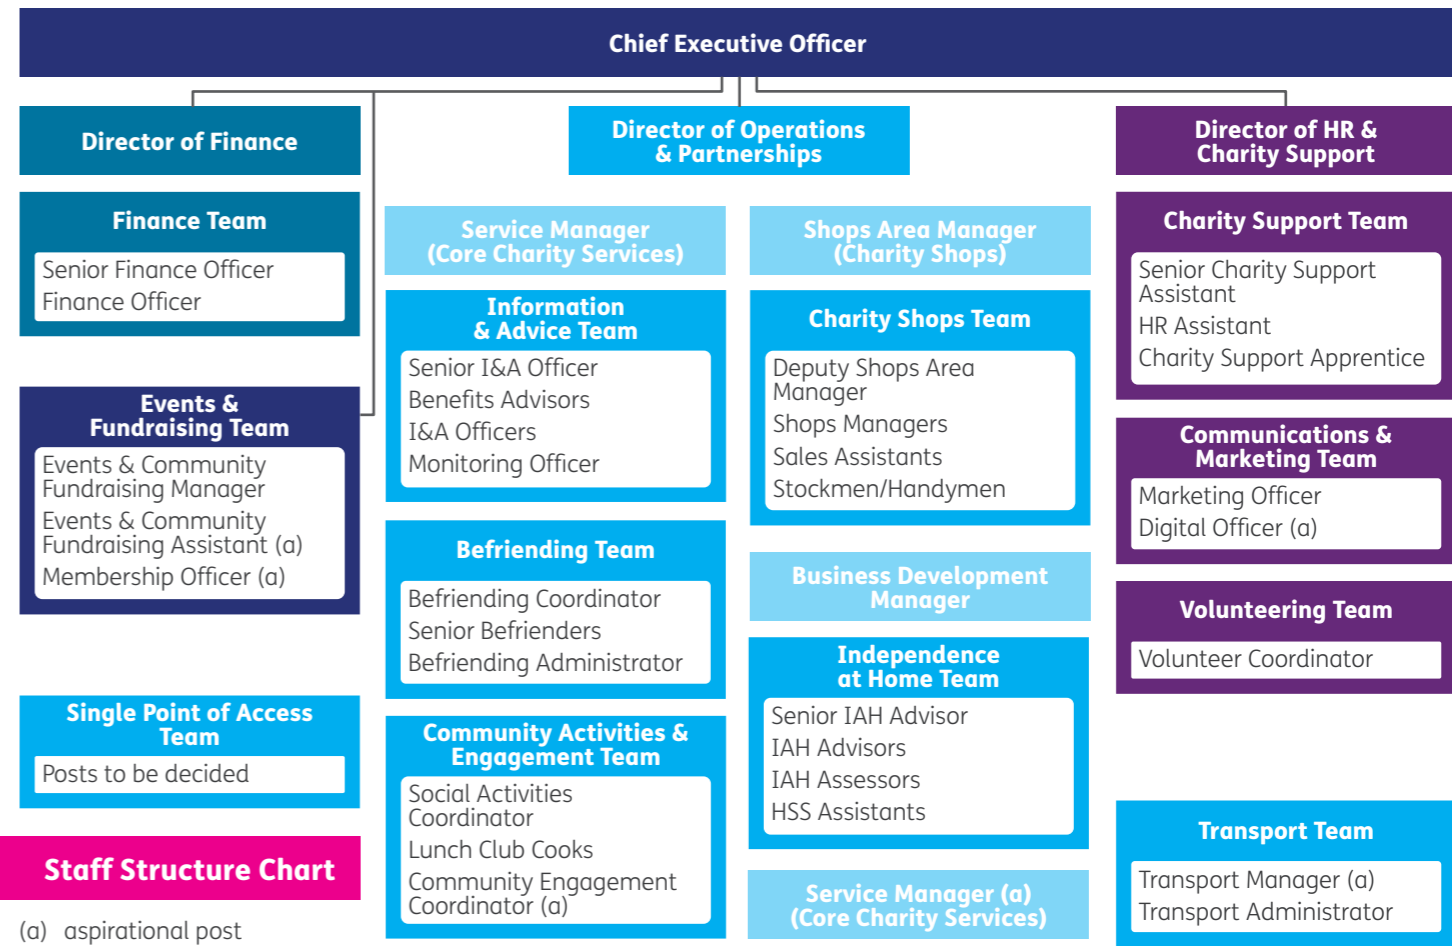 Chief Executive Officer
Director of Finance
Finance Team
Senior Finance Officer
Finance Officer
Events &
Fundraising Team
Events & Community
Fundraising Manager
Events & Community
Fundraising Assistant (a)
Membership Officer (a)
Single Point of Access
Team
Posts to be decided
Staff Structure Chart
(a) aspirational post
Director of Operations
& Partnerships
Service Manager
(Core Charity Services)
Information
& Advice Team
Senior I&A Officer
Benefits Advisors
I&A Officers
Monitoring Officer
Befriending Team
Befriending Coordinator
Senior Befrienders
Befriending Administrator
Community Activities &
Engagement Team
Social Activities
Coordinator
Lunch Club Cooks
Community Engagement
Coordinator (a)
Shops Area Manager
(Charity Shops)
Charity Shops Team
Deputy Shops Area
Manager
Shops Managers
Sales Assistants
Stockmen/Handymen
Business Development
Manager
Independence
at Home Team
Senior IAH Advisor
IAH Advisors
IAH Assessors
HSS Assistants
Service Manager (a)
(Core Charity Services)
Director of HR &
Charity Support
Charity Support Team
Senior Charity Support
Assistant
HR Assistant
Charity Support Apprentice
Communications &
Marketing Team
Marketing Officer
Digital Officer (a)
Volunteering Team
Volunteer Coordinator
Transport Team
Transport Manager (a)
Transport Administrator